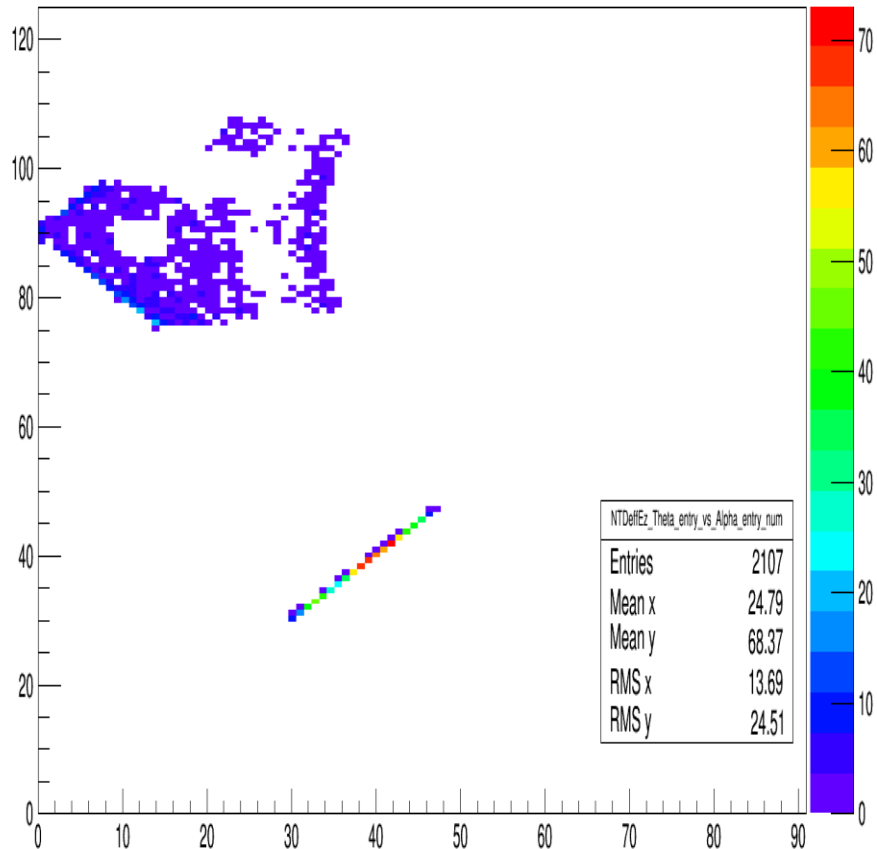 120
100
80
60
40
20
0
0 10 20 30 40 50 60 70 80 90
70
60
50
40
30
20
10
0
NTDeffEz_Theta_entry_vs_Alpha_entry_num
Entries 2107
Mean x 24.79
Mean y 68.37
RMS x 13.69
RMS y 24.51